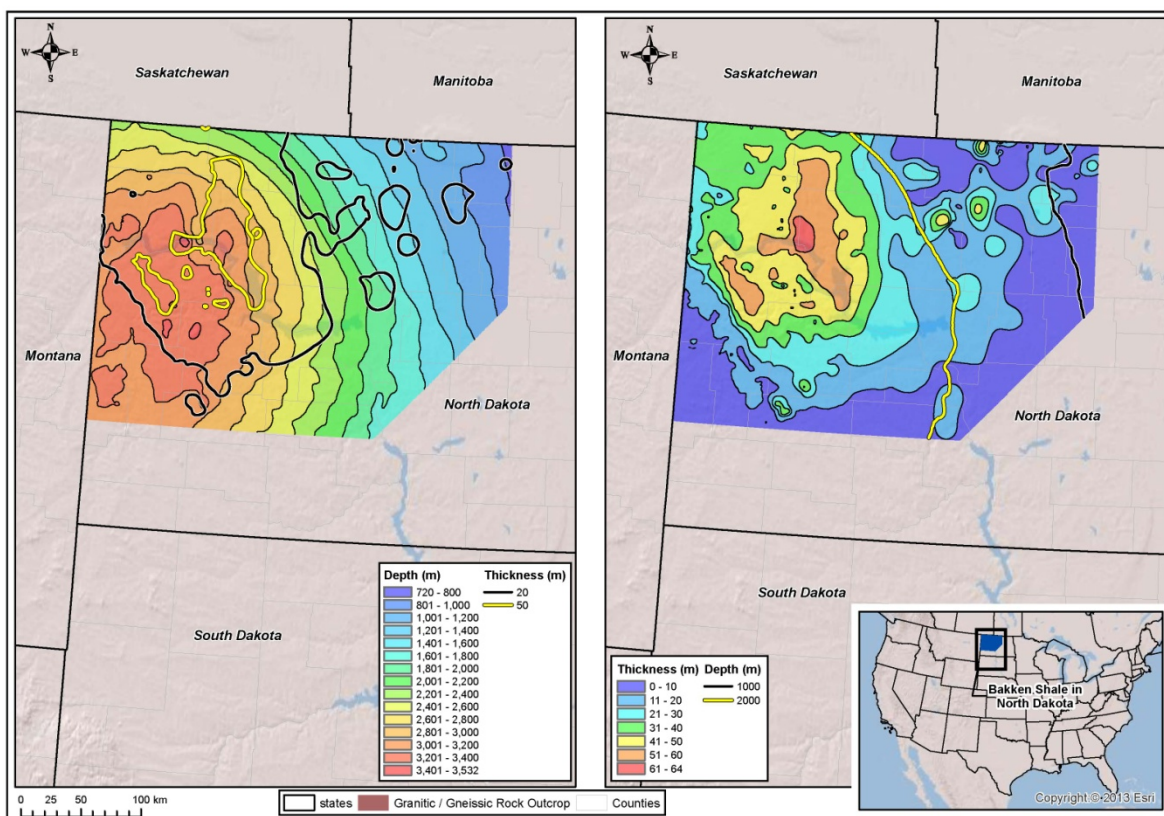 N
W E
S
Saskatchewan
Manitoba
Montana
North Dakota
South Dakota
Depth (m) Thickness (m)
720 - 800 20
801 - 1,000 50
1,001 - 1,200
1,201 - 1,400
1,401 - 1,600
1,601 - 1,800
1,801 - 2,000
2,001 - 2,200
2,201 - 2,400
2,401 - 2,600
2,601 - 2,800
2,801 - 3,000
3,001 - 3,200
3,201 - 3,400
3,401 - 3,532
N
W E
S
Saskatchewan
Manitoba
Montana
North Dakota
South Dakota
Thickness (m) Depth (m)
0 - 10 1000
11 - 20 2000
21 - 30
31 - 40
41 - 50
51 - 60
61 - 64
Bakken Shale in
North Dakota
Copyright © 2013 Esri
0 25 50 100 km
states Granitic / Gneissic Rock Outcrop Counties